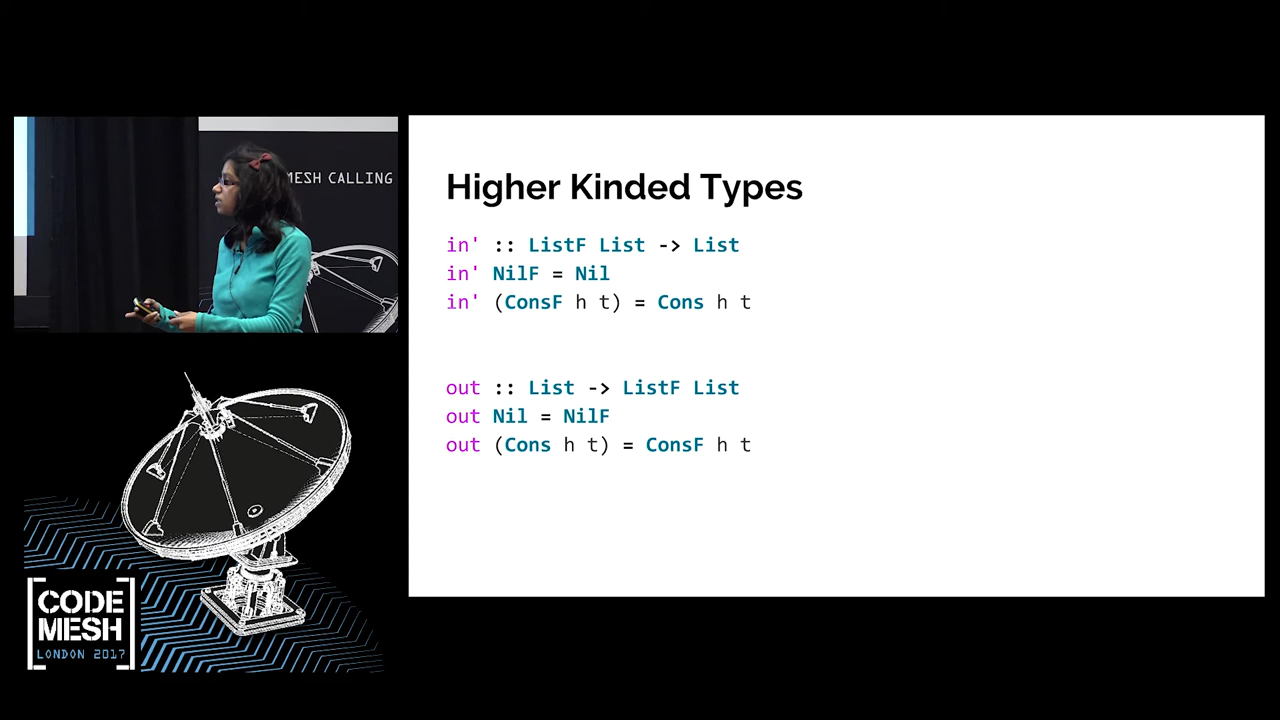 MESH CALLING
Higher Kinded Types
in' :: ListF List -> List
in' NilF = Nil
in' (ConsF h t) = Cons h t
out :: List -> ListF List
out Nil = NilF
out (Cons h t) = ConsF h t
CODE
MESH
LONDON 2017